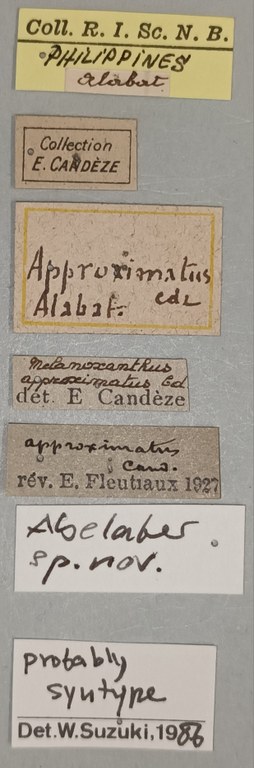 Coll. R. I. Sc. N. B.
PHILIPPINES
Alabat
Collection
E. CANDÈZE
Approximatus
Alabat. cdz
Melanoxanthus
approximatus Cd
dét. E Candèze
approximatus
Cand.
rév. E. Fleutiaux 1927
Abelater
sp. nov.
probably
syntype
Det.W.Suzuki,1986